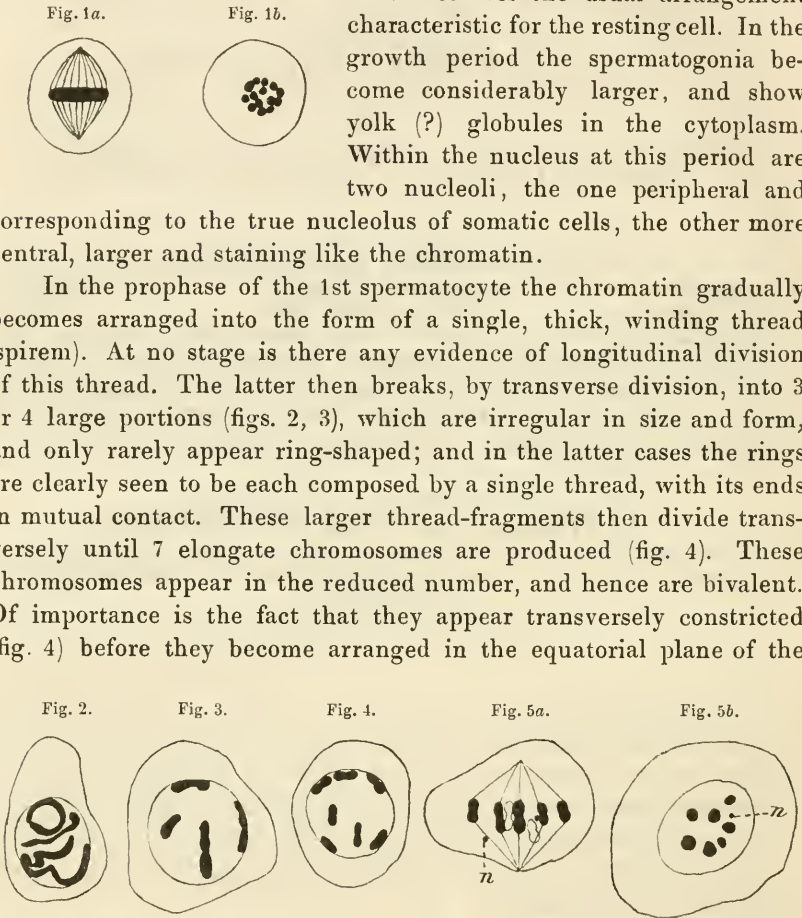 Fig. 1a.
Fig. 1b.
characteristic for the resting cell. In the
growth period the spermatogonia be-
come considerably larger, and show
yolk (?) globules in the cytoplasm.
Within the nucleus at this period are
two nucleoli, the one peripheral and
orresponding to the true nucleolus of somatic cells, the other more
entral, larger and staining like the chromatin.
In the prophase of the 1st spermatocyte the chromatin gradually
ecomes arranged into the form of a single, thick, winding thread
spirem). At no stage is there any evidence of longitudinal division
f this thread. The latter then breaks, by transverse division, into 3
r 4 large portions (figs. 2, 3), which are irregular in size and form,
nd only rarely appear ring-shaped; and in the latter cases the rings
re clearly seen to be each composed by a single thread, with its ends
n mutual contact. These larger thread-fragments then divide trans-
ersely until 7 elongate chromosomes are produced (fig. 4). These
hromosomes appear in the reduced number, and hence are bivalent.
Of importance is the fact that they appear transversely constricted
fig. 4) before they become arranged in the equatorial plane of the
Fig. 2.
Fig. 3.
Fig. 4.
Fig. 5a.
Fig. 5b.
n
n